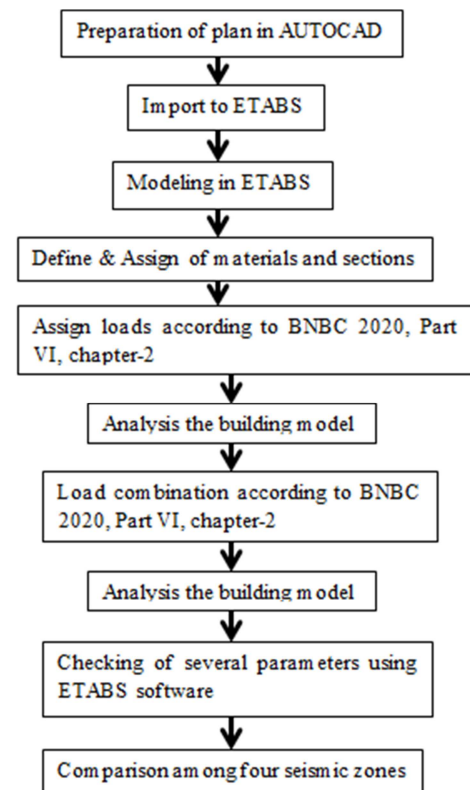 Preparation of plan in AUTOCAD
Import to ETABS
Modeling in ETABS
Define & Assign of materials and sections
Assign loads according to BNBC 2020, Part
VI, chapter-2
Analysis the building model
Load combination according to BNBC
2020, Part VI, chapter-2
Analysis the building model
Checking of several parameters using
ETABS software
Comparison among four seismic zones